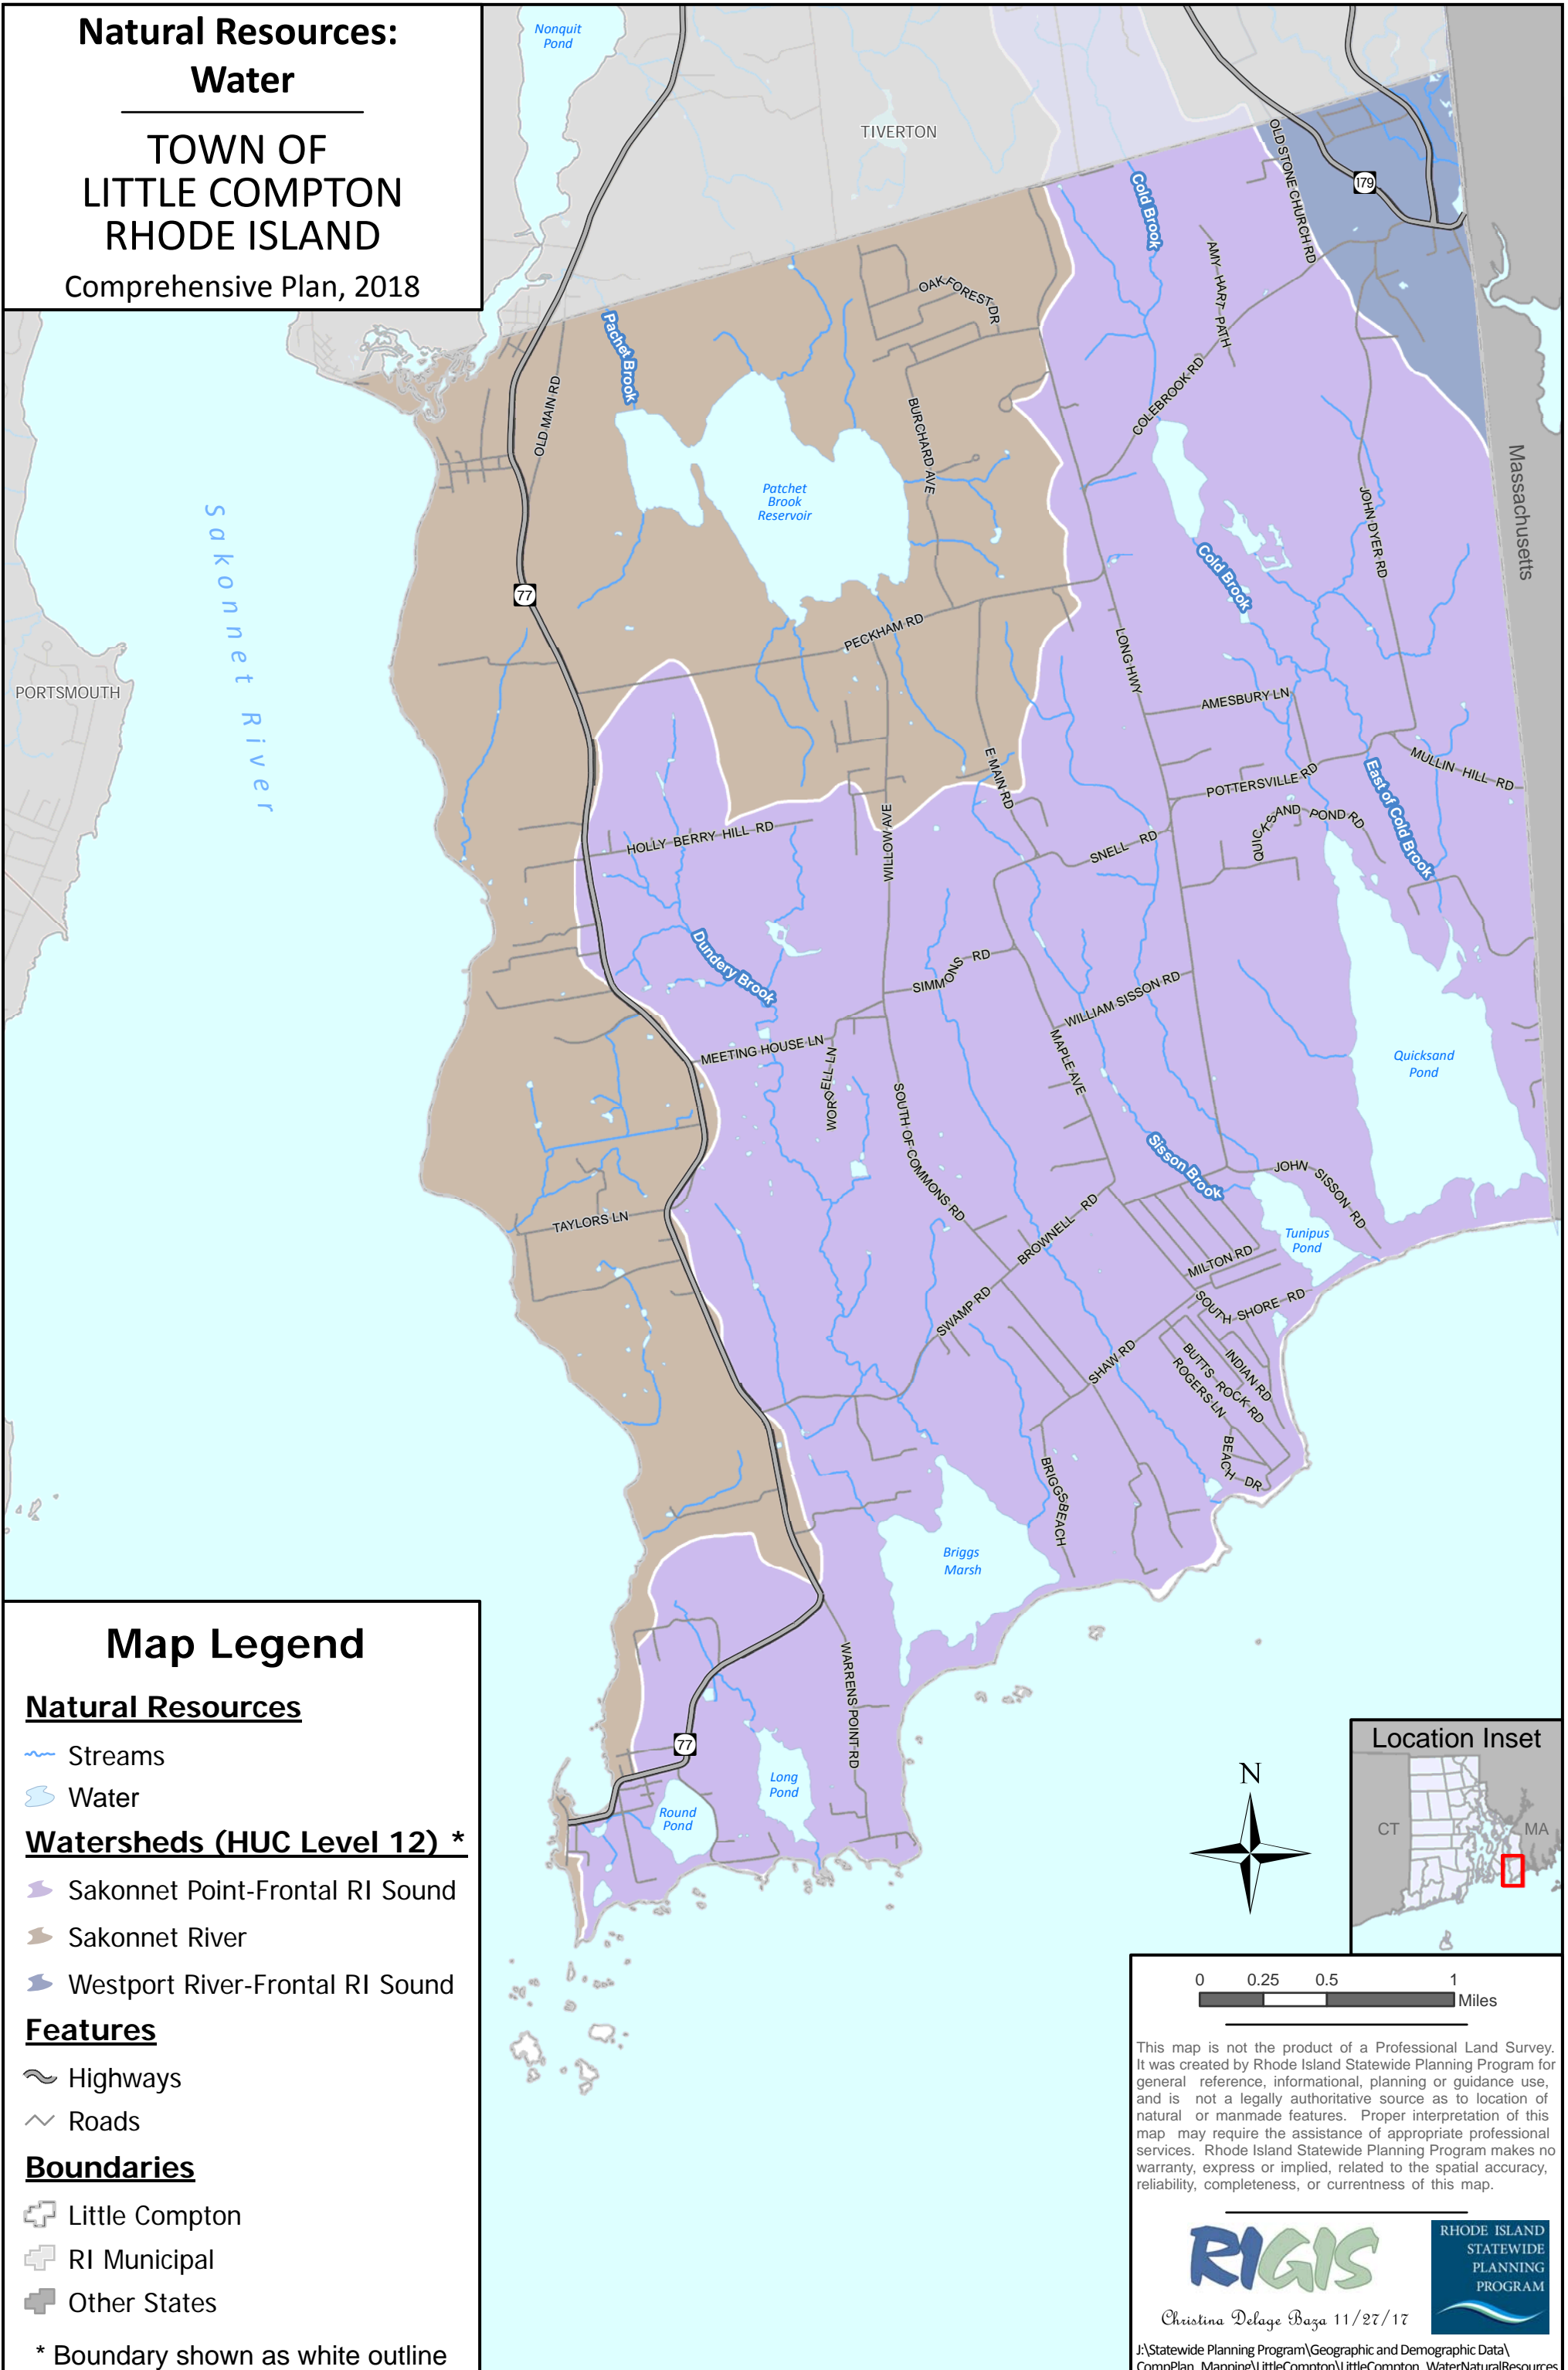 Natural Resources:
Water
TOWN OF
LITTLE COMPTON
RHODE ISLAND
Comprehensive Plan, 2018
Nonquit
Pond
TIVERTON
OLD STONE CHURCH RD
179
Cold Brook
AMY HART PATH
OAK FOREST DR
Pachet Brook
OLD MAIN RD
BURCHARD AVE
COLEBROOK RD
Patchet
Brook
Reservoir
JOHN DYER RD
Massachusetts
Sakonnet River
77
Cold Brook
PECKHAM RD
LONG HWY
PORTSMOUTH
AMESBURY LN
E MAIN RD
MULLIN HILL RD
POTTERSVILLE RD
East of Cold Brook
QUICKSAND POND RD
HOLLY BERRY HILL RD
WILLOW AVE
SNELL RD
Dundery Brook
SIMMONS RD
WILLIAM SISSON RD
MEETING HOUSE LN
WORDELL LN
MAPLE AVE
Quicksand
Pond
SOUTH OF COMMONS RD
Sisson Brook
JOHN SISSON RD
TAYLORS LN
BROWNELL RD
Tunipus
Pond
MILTON RD
SWAMP RD
SOUTH SHORE RD
SHAW RD
INDIAN RD
BUTTS ROCK RD
ROGERS LN
BEACH DR
BRIGGS BEACH
Briggs
Marsh
WARRENS POINT RD
77
Long
Pond
Round
Pond
Map Legend
Natural Resources
Streams
Water
Watersheds (HUC Level 12) *
Sakonnet Point-Frontal RI Sound
Sakonnet River
Westport River-Frontal RI Sound
Features
Highways
Roads
Boundaries
Little Compton
RI Municipal
Other States
* Boundary shown as white outline
N
Location Inset
CT
MA
0 0.25 0.5 1
Miles
This map is not the product of a Professional Land Survey.
It was created by Rhode Island Statewide Planning Program for
general reference, informational, planning or guidance use,
and is not a legally authoritative source as to location of
natural or manmade features. Proper interpretation of this
map may require the assistance of appropriate professional
services. Rhode Island Statewide Planning Program makes no
warranty, express or implied, related to the spatial accuracy,
reliability, completeness, or currentness of this map.
RIGIS
RHODE ISLAND
STATEWIDE
PLANNING
PROGRAM
Christina Delage Baza 11/27/17
J:\Statewide Planning Program\Geographic and Demographic Data\
CompPlan_Mapping\LittleCompton\LittleCompton_WaterNaturalResources